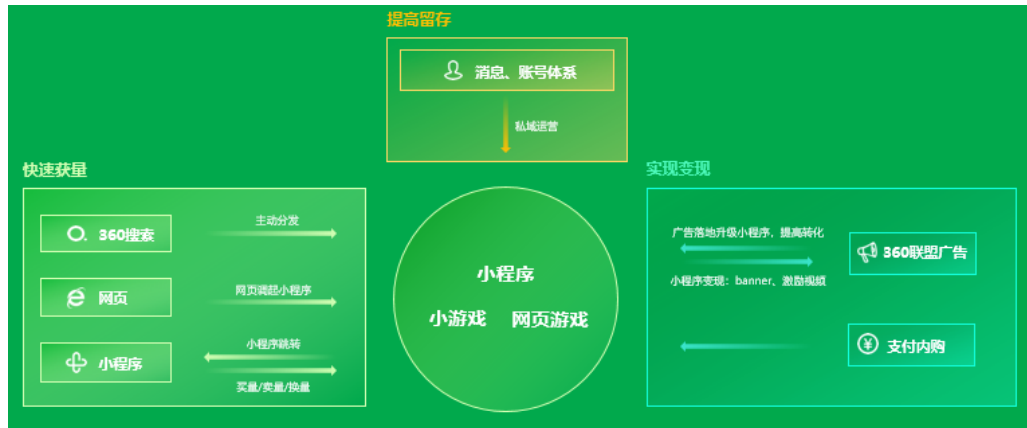 提高留存
消息、账号体系
私域运营
快速获量
360搜索
主动分发
网页
网页调起小程序
小程序
小程序跳转
买量/卖量/换量
小程序
小游戏 网页游戏
实现变现
广告落地升级小程序，提高转化
小程序变现：banner、激励视频
360联盟广告
支付内购